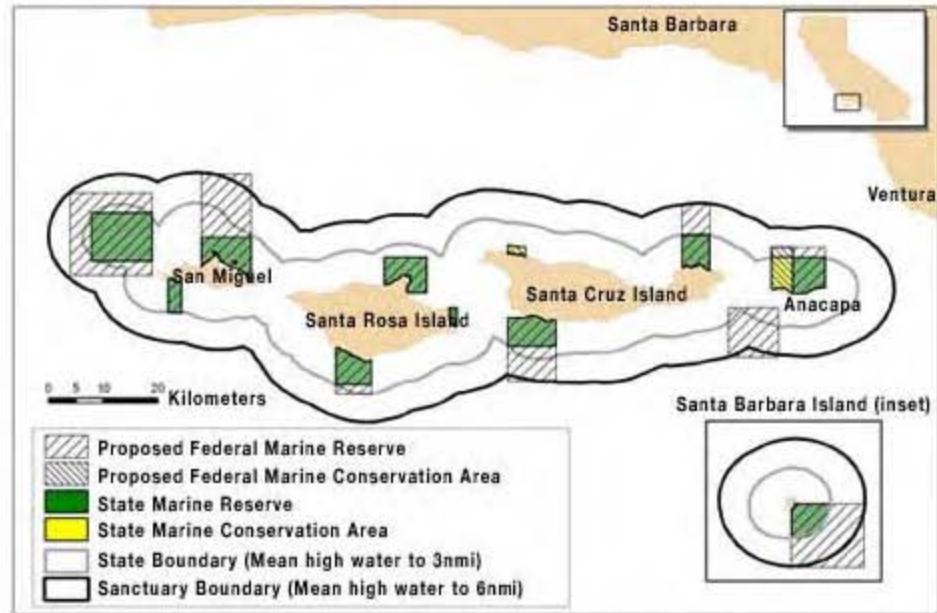 Santa Barbara
Ventura
San Miguel
Santa Rosa Island
Santa Cruz Island
Anacapa
0 5 10 20
Kilometers
Santa Barbara Island (inset)
Proposed Federal Marine Reserve
Proposed Federal Marine Conservation Area
State Marine Reserve
State Marine Conservation Area
State Boundary (Mean high water to 3nmi)
Sanctuary Boundary (Mean high water to 6nmi)